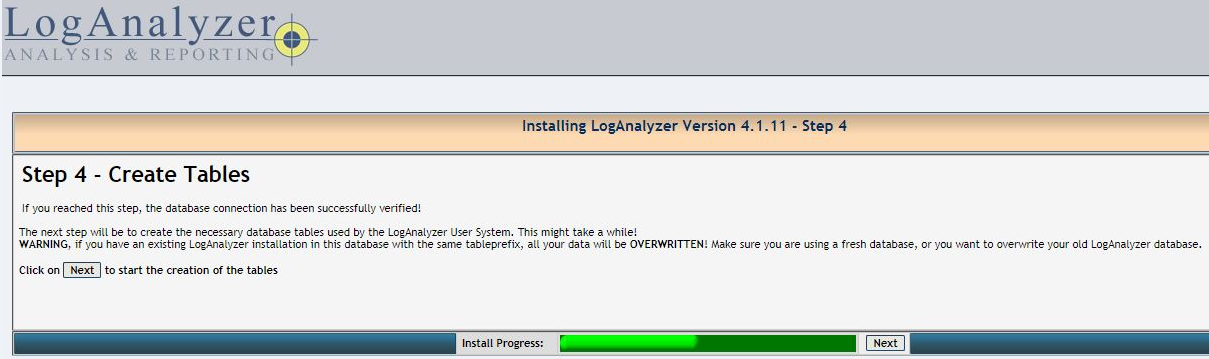 LogAnalyzer
ANALYSIS & REPORTING
Installing LogAnalyzer Version 4.1.11 - Step 4
Step 4 - Create Tables
If you reached this step, the database connection has been successfully verified!
The next step will be to create the necessary database tables used by the LogAnalyzer User System. This might take a while!
WARNING, if you have an existing LogAnalyzer installation in this database with the same tableprefix, all your data will be OVERWRITTEN! Make sure you are using a fresh database, or you want to overwrite your old LogAnalyzer database.
Click on Next to start the creation of the tables
Install Progress: Next